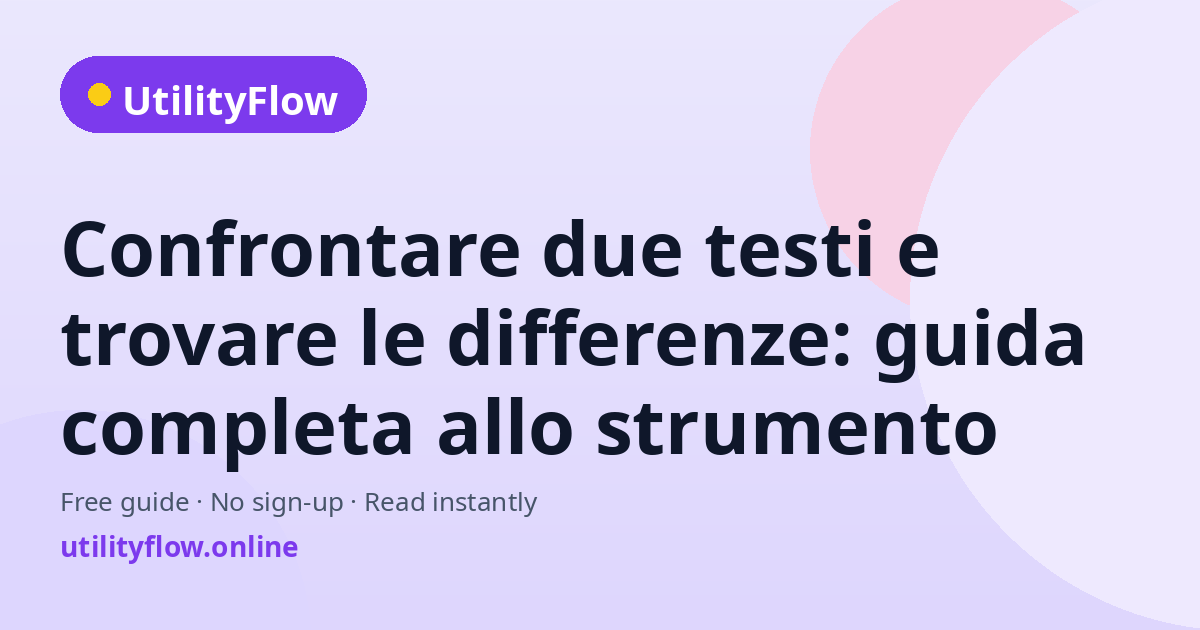 UtilityFlow
Confrontare due testi e
trovare le differenze: guida
completa allo strumento
Free guide · No sign-up · Read instantly
utilityflow.online